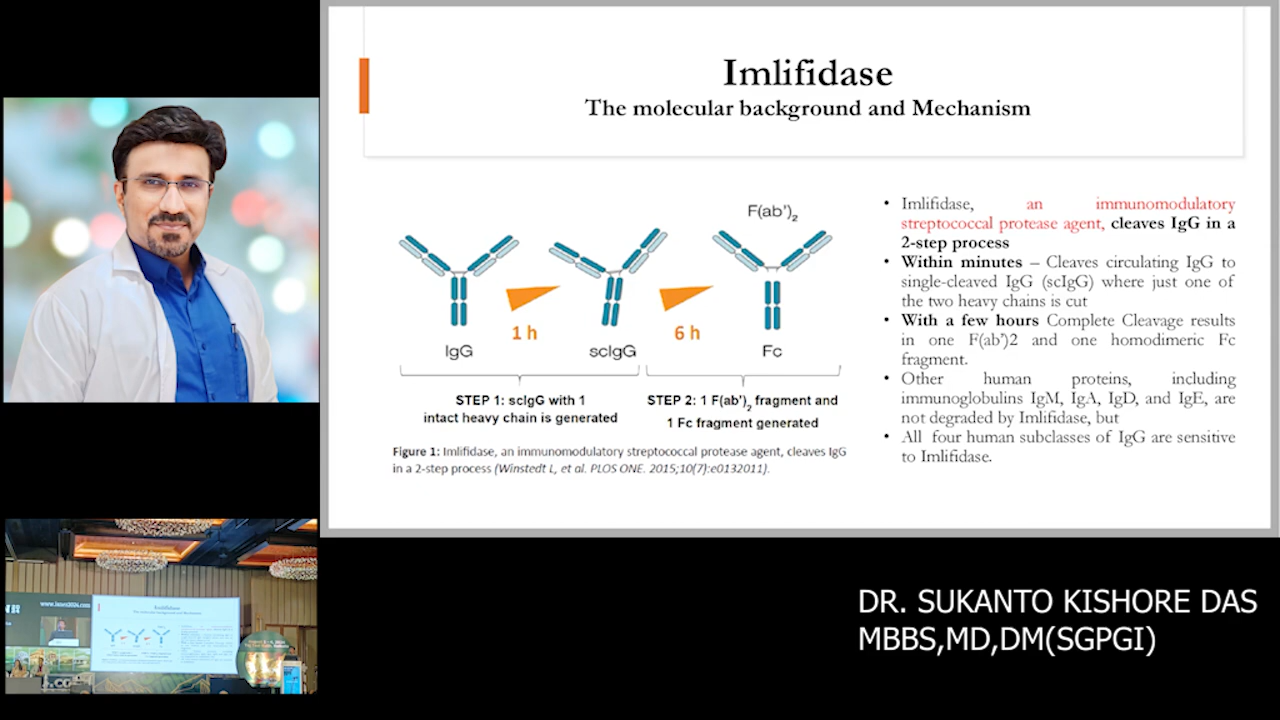 Imlifidase
The molecular background and Mechanism
F(ab’)2
1 h
6 h
IgG
scIgG
Fc
STEP 1: scIgG with 1
intact heavy chain is generated
STEP 2: 1 F(ab’)2 fragment and
1 Fc fragment generated
Figure 1: Imlifidase, an immunomodulatory streptococcal protease agent, cleaves IgG
in a 2-step process (Winstedt L, et al. PLOS ONE. 2015;10(7):e0132011).
• Imlifidase, an immunomodulatory
streptococcal protease agent, cleaves IgG in a
2-step process
• Within minutes – Cleaves circulating IgG to
single-cleaved IgG (scIgG) where just one of
the two heavy chains is cut
• With a few hours Complete Cleavage results
in one F(ab’)2 and one homodimeric Fc
fragment.
• Other human proteins, including
immunoglobulins IgM, IgA, IgD, and IgE, are
not degraded by Imlifidase, but
• All four human subclasses of IgG are sensitive
to Imlifidase.
Imlifidase
DR. SUKANTO KISHORE DAS
MBBS,MD,DM(SGPGI)